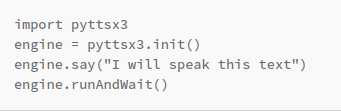 import pyttsx3
engine = pyttsx3.init()
engine.say("I will speak this text")
engine.runAndWait()